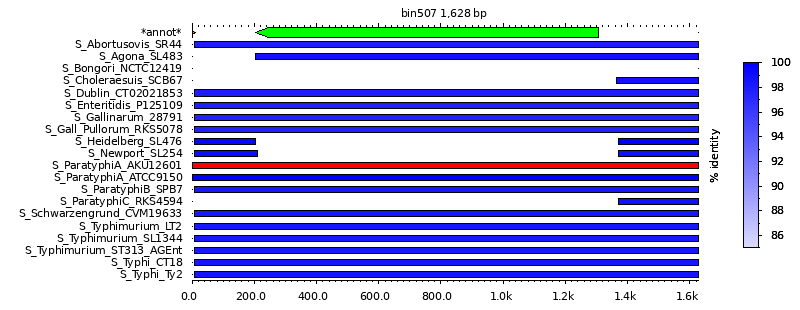 bin507 1,628 bp
*annot*
S_Abortusovis_SR44
S_Agona_SL483
S_Bongori_NCTC12419
S_Choleraesuis_SCB67
S_Dublin_CT02021853
S_Enteritidis_P125109
S_Gallinarum_28791
S_Gall_Pullorum_RKS5078
S_Heidelberg_SL476
S_Newport_SL254
S_ParatyphiA_AKU12601
S_ParatyphiA_ATCC9150
S_ParatyphiB_SPB7
S_ParatyphiC_RKS4594
S_Schwarzengrund_CVM19633
S_Typhimurium_LT2
S_Typhimurium_SL1344
S_Typhimurium_ST313_AGEnt
S_Typhi_CT18
S_Typhi_Ty2
0.0 200.0 400.0 600.0 800.0 1.0k 1.2k 1.4k 1.6k
% identity
100
98
96
94
92
90
88
86